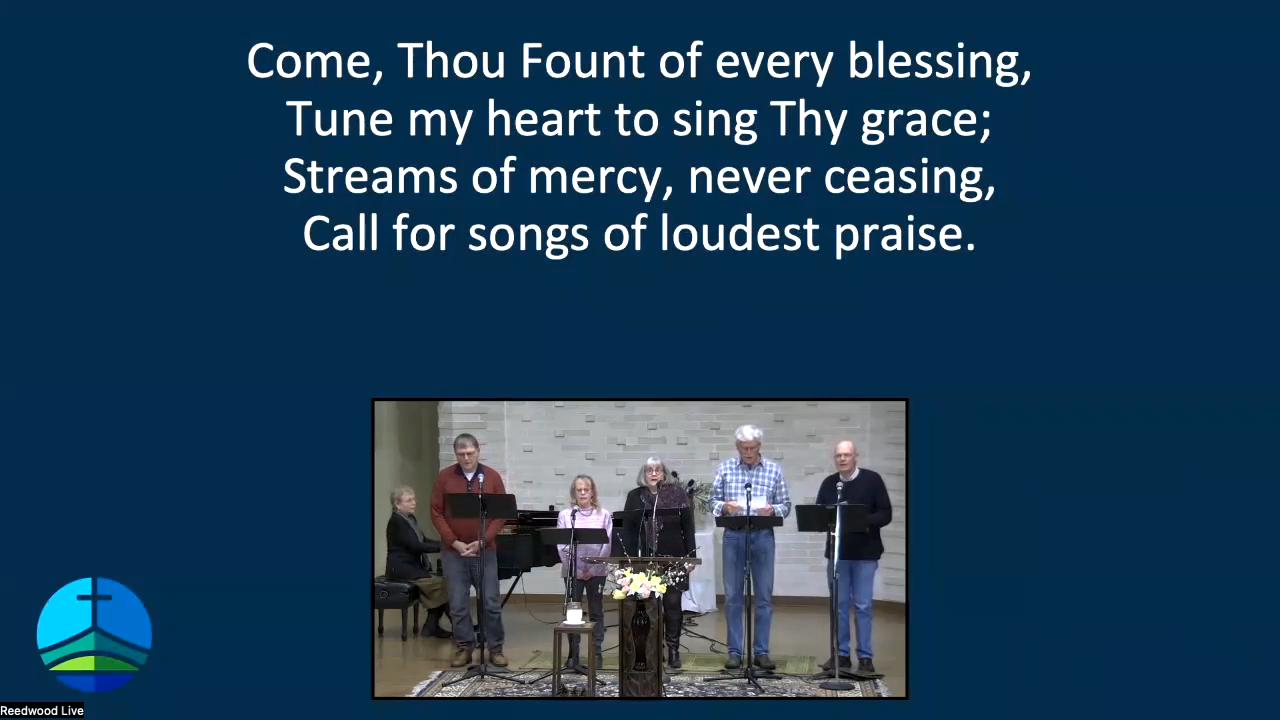 Come, Thou Fount of every blessing,
Tune my heart to sing Thy grace;
Streams of mercy, never ceasing,
Call for songs of loudest praise.
Reedwood Live